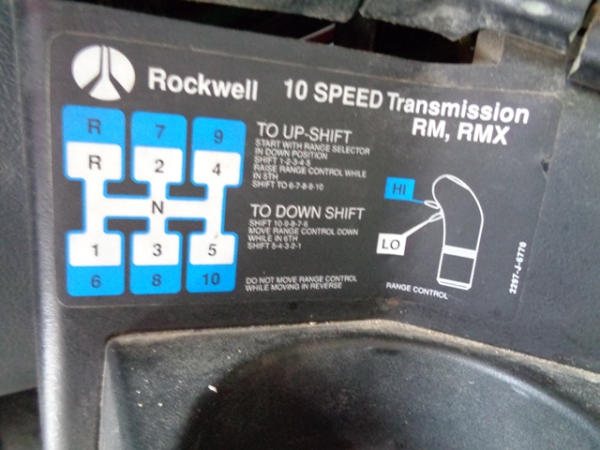 Rockwell 10 SPEED Transmission
RM, RMX
R 7 9
R 2 4
N
1 3 5
6 8 10
TO UP-SHIFT
START WITH RANGE SELECTOR
IN DOWN POSITION
SHIFT 1-2-3-4-5
RAISE RANGE CONTROL WHILE
IN 5TH
SHIFT TO 6-7-8-9-10
TO DOWN SHIFT
SHIFT 10-9-8-7-6
MOVE RANGE CONTROL DOWN
WHILE IN 6TH
SHIFT 5-4-3-2-1
DO NOT MOVE RANGE CONTROL
WHILE MOVING IN REVERSE
HI
LO
RANGE CONTROL
2297-J-6770